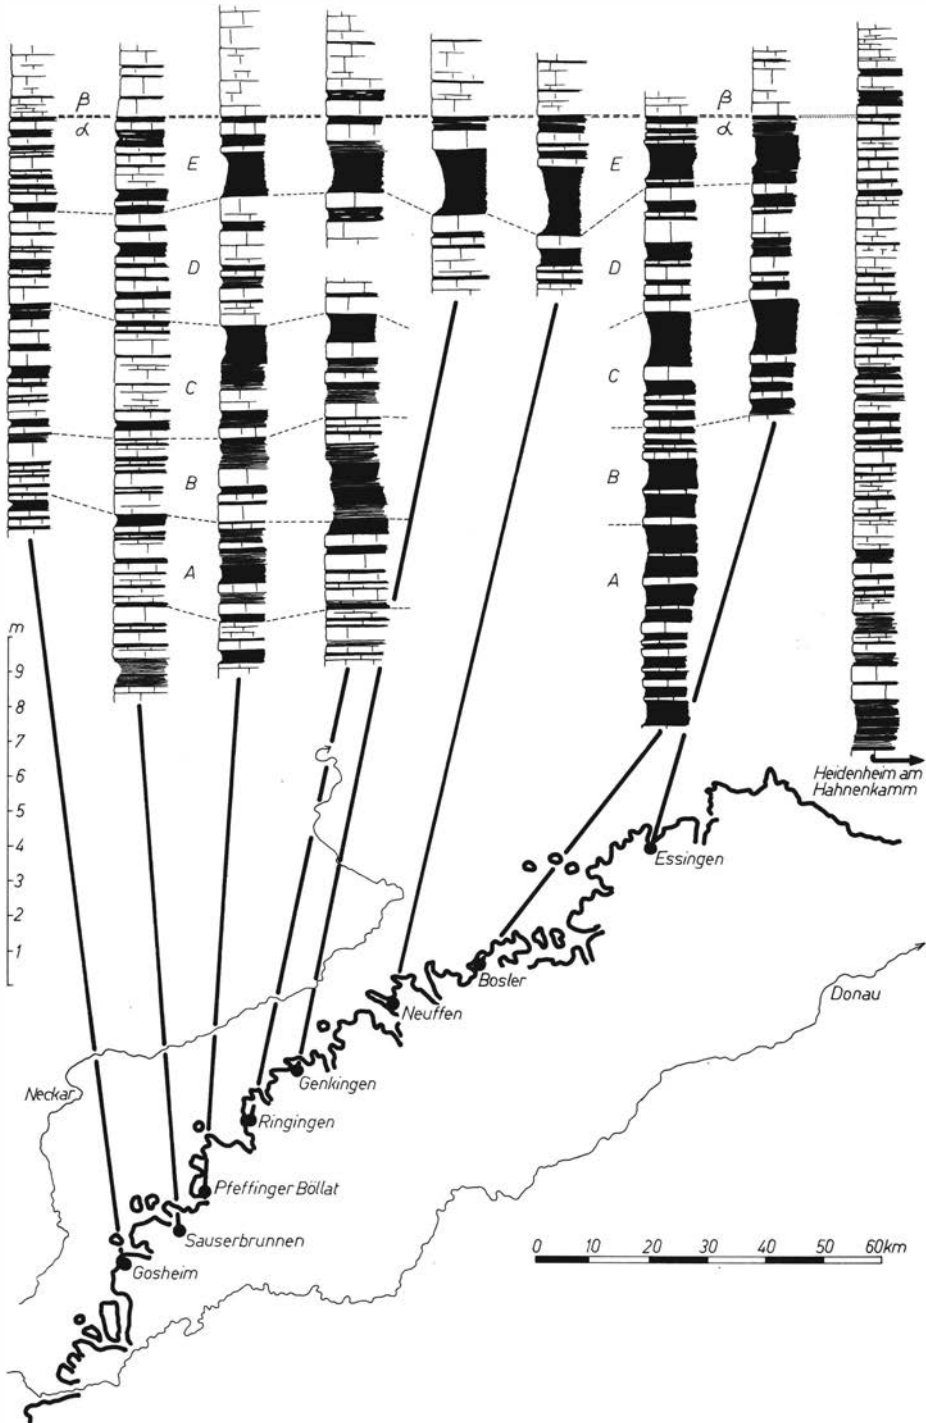 β
α
β
α
E
E
D
D
C
C
B
B
A
A
m
9
8
7
6
5
4
3
2
1
Heidenheim am
Hahnenkamm
Essingen
Bosler
Donau
Neuffen
Genkingen
Neckar
Ringingen
Pfeffinger Böllat
Sauserbrunnen
Gosheim
0 10 20 30 40 50 60km